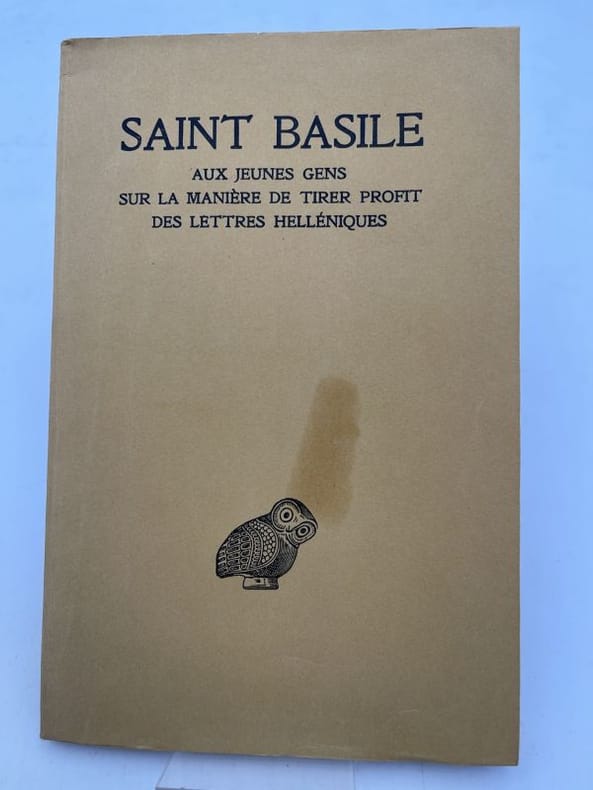 SAINT BASILE
AUX JEUNES GENS
SUR LA MANIÈRE DE TIRER PROFIT
DES LETTRES HELLÉNIQUES